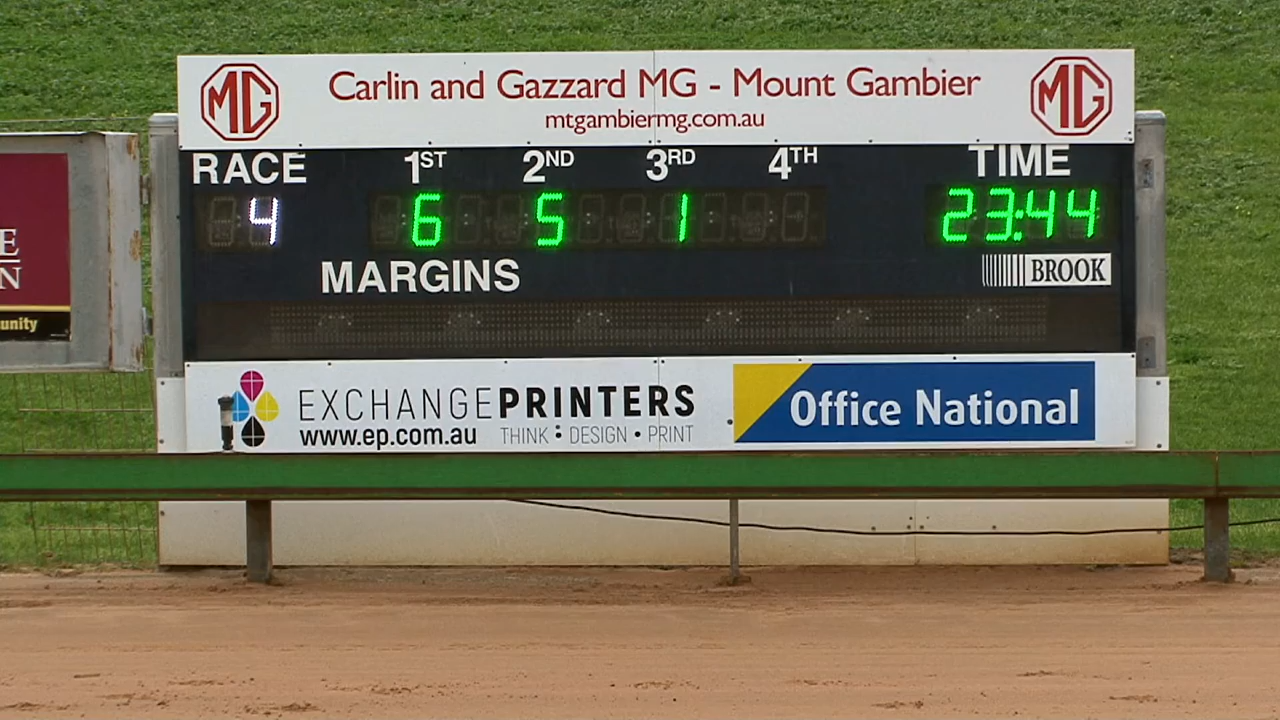 MG Carlin and Gazzard MG - Mount Gambier MG
mtgambiermg.com.au
RACE 1ST 2ND 3RD 4TH TIME
4 6 5 1 23:44
MARGINS BROOK
E
N
unity
EXCHANGEPRINTERS
www.ep.com.au THINK : DESIGN • PRINT
Office National